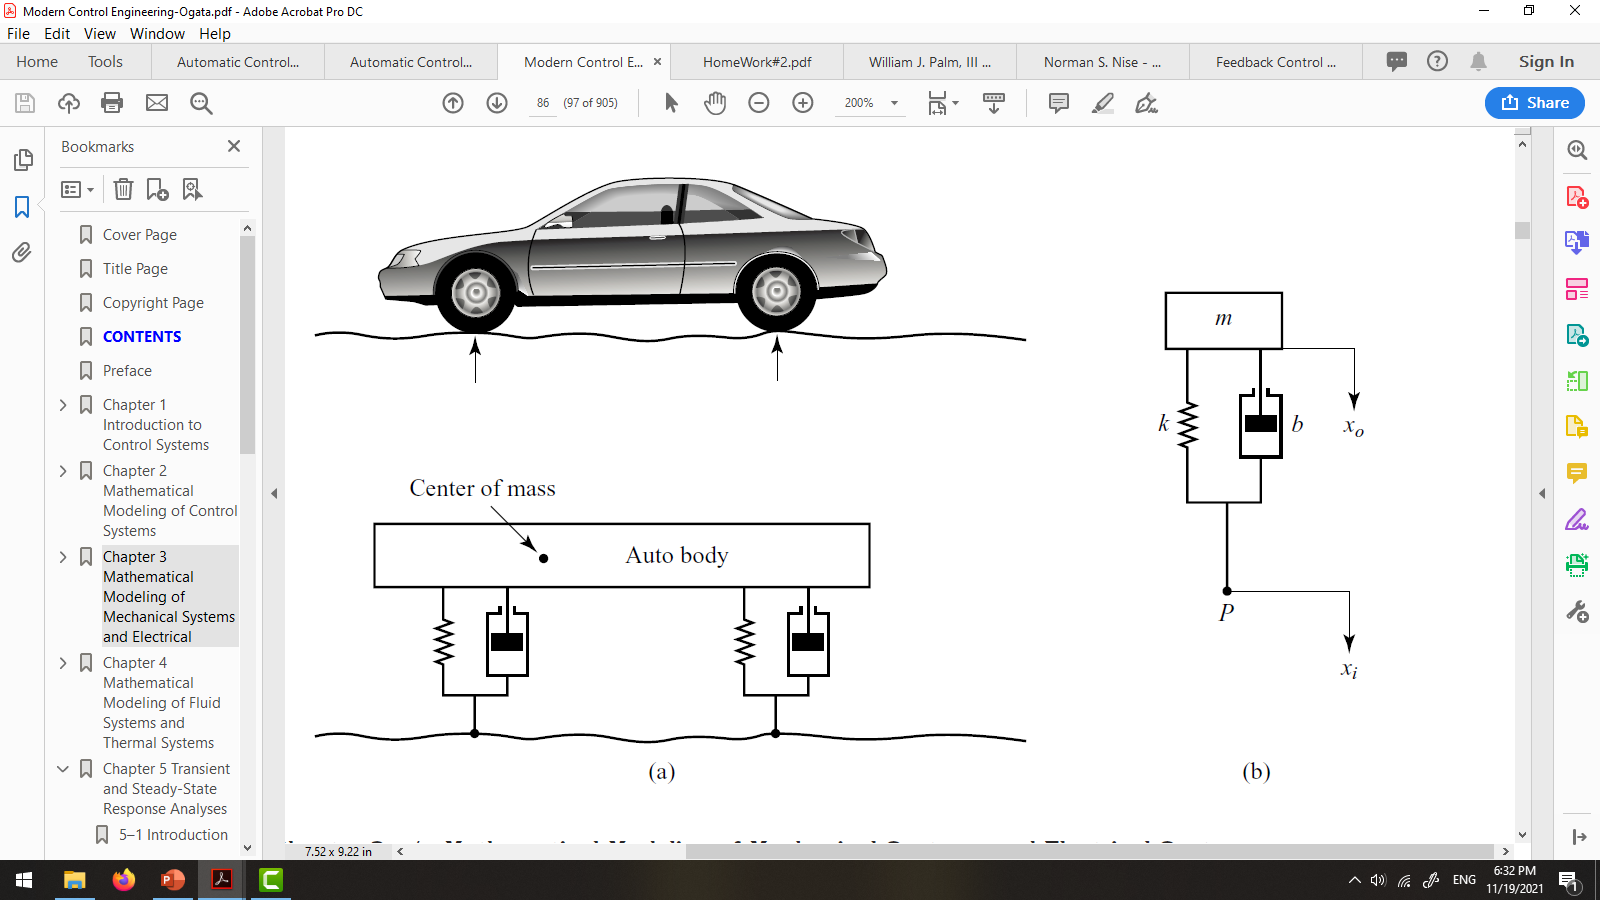 Modern Control Engineering-Ogata.pdf - Adobe Acrobat Pro DC
File Edit View Window Help
Home Tools Automatic Control... Automatic Control... Modern Control E... × HomeWork#2.pdf William J. Palm, III ... Norman S. Nise - ... Feedback Control ... Sign In
86 (97 of 905) 200% Share
Bookmarks
Cover Page
Title Page
Copyright Page
CONTENTS
Preface
Chapter 1
Introduction to
Control Systems
Chapter 2
Mathematical
Modeling of Control
Systems
Chapter 3
Mathematical
Modeling of
Mechanical Systems
and Electrical
Chapter 4
Mathematical
Modeling of Fluid
Systems and
Thermal Systems
Chapter 5 Transient
and Steady-State
Response Analyses
5–1 Introduction
Center of mass
Auto body
(a)
m
k
b
xo
P
xi
(b)
7.52 x 9.22 in
ENG
6:32 PM
11/19/2021
1